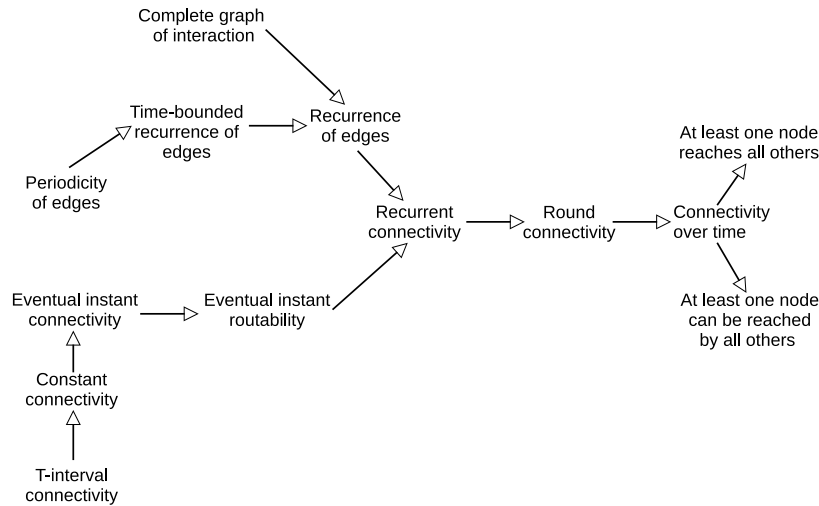 Complete graph
of interaction
Time-bounded
recurrence of
edges
Recurrence
of edges
At least one node
reaches all others
Periodicity
of edges
Recurrent
connectivity
Round
connectivity
Connectivity
over time
Eventual instant
connectivity
Eventual instant
routability
At least one node
can be reached
by all others
Constant
connectivity
T-interval
connectivity